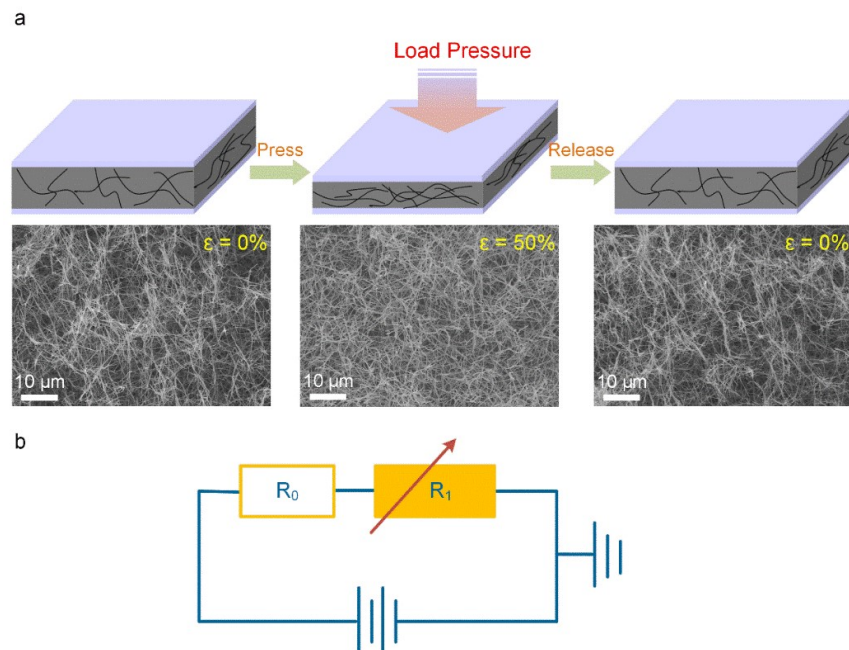 a
Load Pressure
Press
Release
ε = 0%
ε = 50%
ε = 0%
10 μm
10 μm
10 μm
b
R₀
R₁